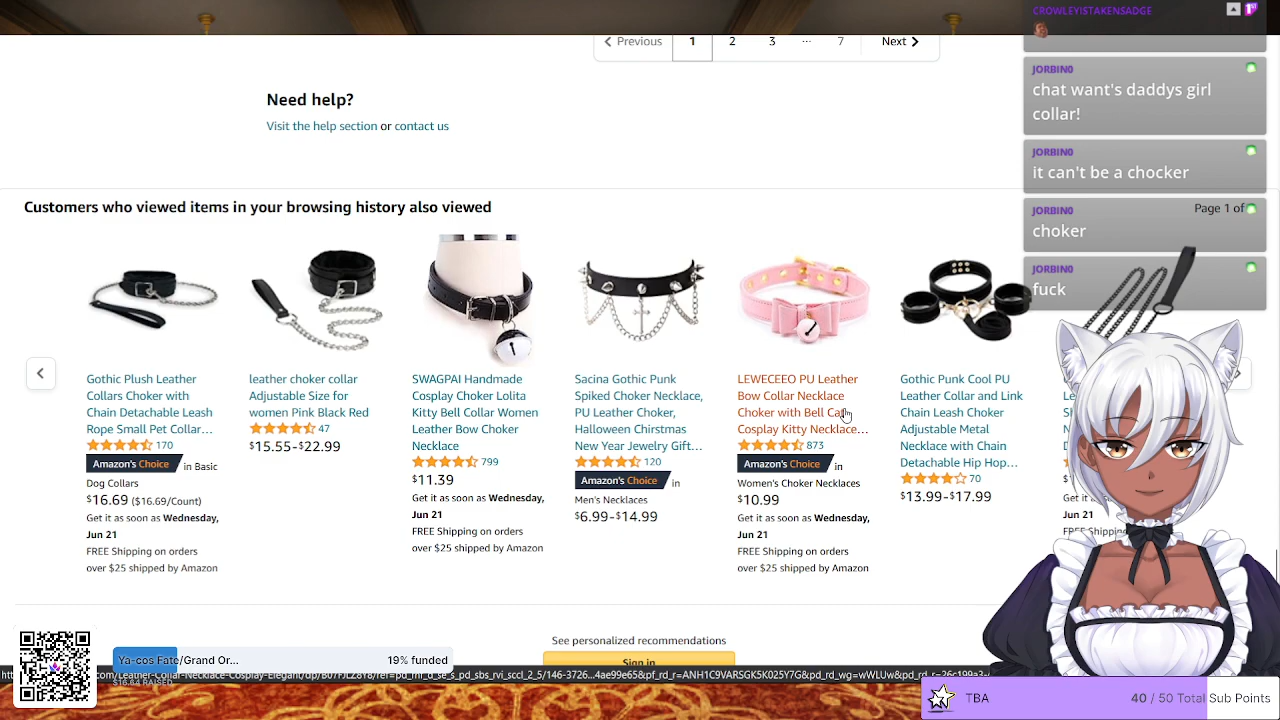 CROWLEYISTAKENSADGE
JORBIN0
chat want's daddys girl
collar!
JORBIN0
it can't be a chocker
JORBIN0
choker
JORBIN0
fuck
Previous 1 2 3 ... 7 Next
Need help?
Visit the help section or contact us
Customers who viewed items in your browsing history also viewed
Page 1 of
Gothic Plush Leather
Collars Choker with
Chain Detachable Leash
Rope Small Pet Collar...
170
Amazon's Choice in Basic
Dog Collars
$16.69 ($16.69/Count)
Get it as soon as Wednesday,
Jun 21
FREE Shipping on orders
over $25 shipped by Amazon
leather choker collar
Adjustable Size for
women Pink Black Red
47
$15.55-$22.99
SWAGPAI Handmade
Cosplay Choker Lolita
Kitty Bell Collar Women
Leather Bow Choker
Necklace
799
$11.39
Get it as soon as Wednesday,
Jun 21
FREE Shipping on orders
over $25 shipped by Amazon
Sacina Gothic Punk
Spiked Choker Necklace,
PU Leather Choker,
Halloween Chirstmas
New Year Jewelry Gift...
120
Amazon's Choice in
Men's Necklaces
$6.99-$14.99
LEWECEEO PU Leather
Bow Collar Necklace
Choker with Bell Can
Cosplay Kitty Necklace...
873
Amazon's Choice in
Women's Choker Necklaces
$10.99
Get it as soon as Wednesday,
Jun 21
FREE Shipping on orders
over $25 shipped by Amazon
Gothic Punk Cool PU
Leather Collar and Link
Chain Leash Choker
Adjustable Metal
Necklace with Chain
Detachable Hip Hop...
70
$13.99-$17.99
See personalized recommendations
Sign in
Ya-cos Fate/Grand Or... 19% funded
TBA 40 / 50 Total Sub Points